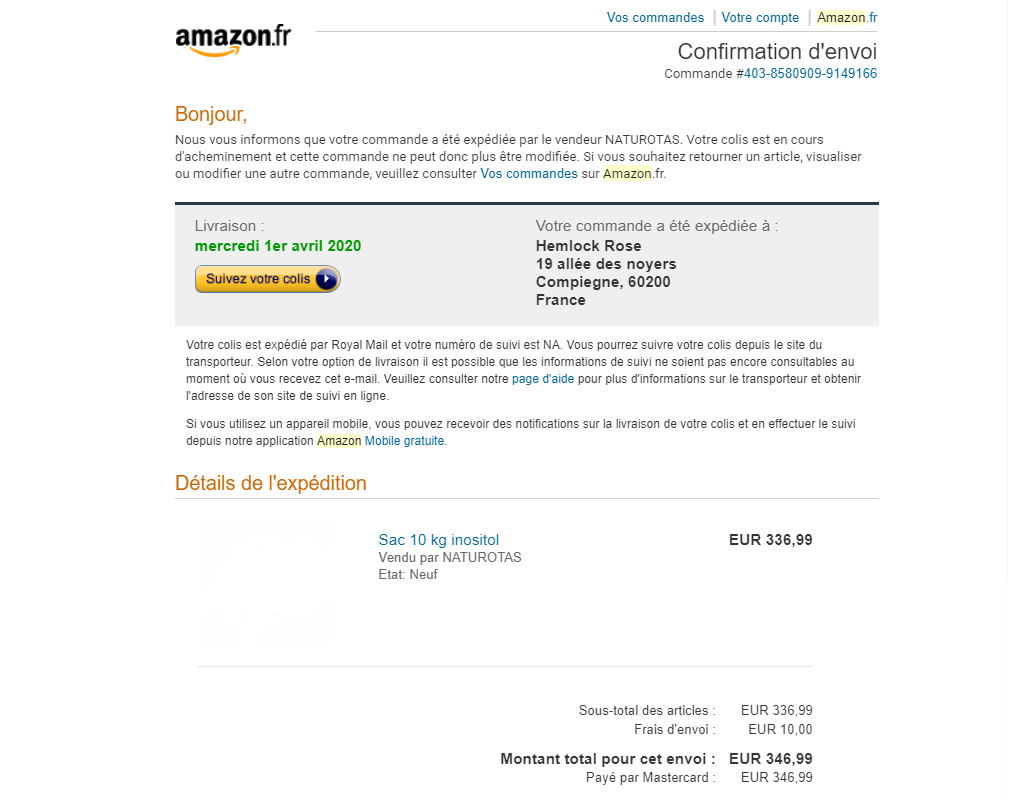 Vos commandes | Votre compte | Amazon.fr
amazon.fr
Confirmation d'envoi
Commande #403-8580909-9149166
Bonjour,
Nous vous informons que votre commande a été expédiée par le vendeur NATUROTAS. Votre colis est en cours
d'acheminement et cette commande ne peut donc plus être modifiée. Si vous souhaitez retourner un article, visualiser
ou modifier une autre commande, veuillez consulter Vos commandes sur Amazon.fr.
Livraison :
mercredi 1er avril 2020
Suivez votre colis
Votre commande a été expédiée à :
Hemlock Rose
19 allée des noyers
Compiegne, 60200
France
Votre colis est expédié par Royal Mail et votre numéro de suivi est NA. Vous pourrez suivre votre colis depuis le site du
transporteur. Selon votre option de livraison il est possible que les informations de suivi ne soient pas encore consultables au
moment où vous recevez cet e-mail. Veuillez consulter notre page d'aide pour plus d'informations sur le transporteur et obtenir
l'adresse de son site de suivi en ligne.
Si vous utilisez un appareil mobile, vous pouvez recevoir des notifications sur la livraison de votre colis et en effectuer le suivi
depuis notre application Amazon Mobile gratuite.
Détails de l'expédition
Sac 10 kg inositol EUR 336,99
Vendu par NATUROTAS
Etat: Neuf
Sous-total des articles : EUR 336,99
Frais d'envoi : EUR 10,00
Montant total pour cet envoi : EUR 346,99
Payé par Mastercard : EUR 346,99